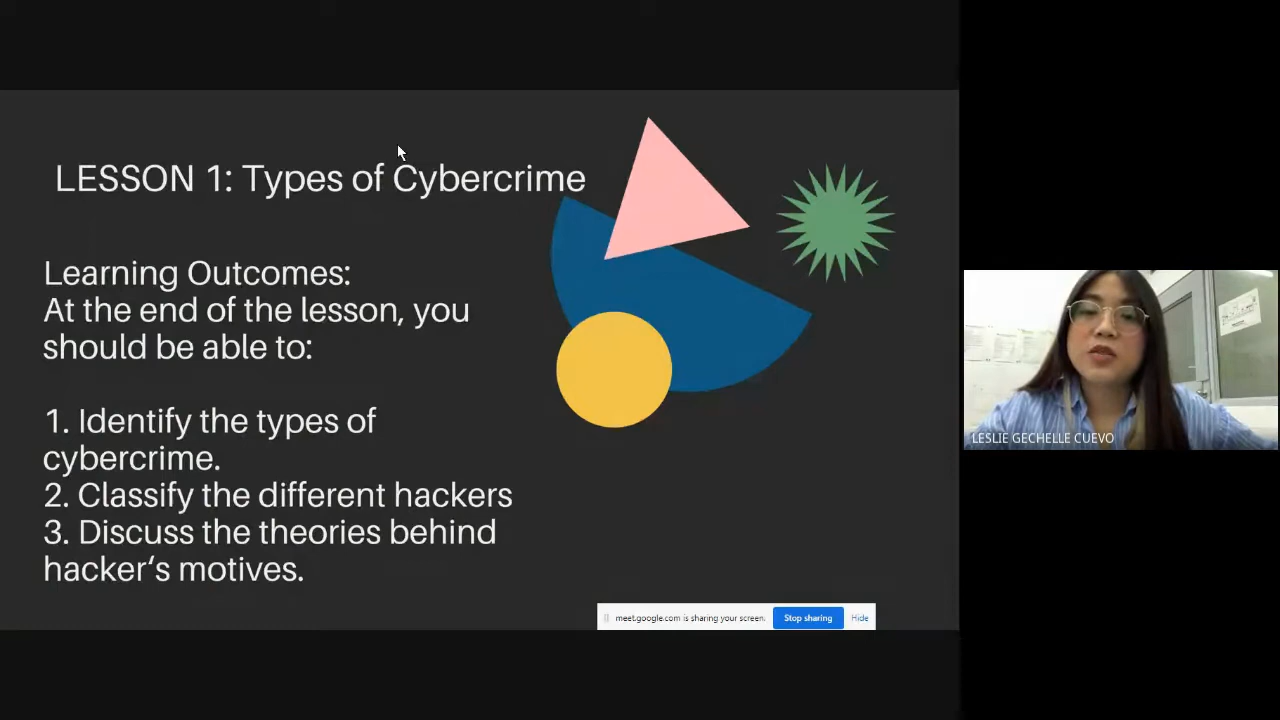 LESSON 1: Types of Cybercrime
Learning Outcomes:
At the end of the lesson, you
should be able to:
1. Identify the types of
cybercrime.
2. Classify the different hackers
3. Discuss the theories behind
hacker’s motives.
meet.google.com is sharing your screen.
Stop sharing
Hide
LESLIE GECHELLE CUEVO